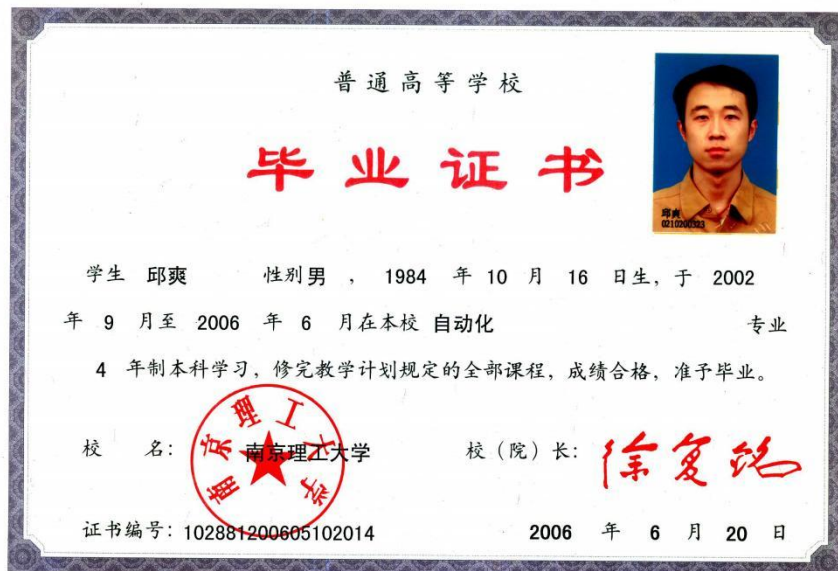 普通高等学校
毕业证书
邱爽
0210200323
学生 邱爽 性别 男 , 1984 年 10 月 16 日生, 于 2002
年 9 月至 2006 年 6 月在本校 自动化 专业
4 年制本科学习, 修完教学计划规定的全部课程, 成绩合格, 准予毕业。
南京理工大学
校 名: 南京理工大学 校(院)长: 徐复铭
证书编号: 102881200605102014 2006 年 6 月 20 日